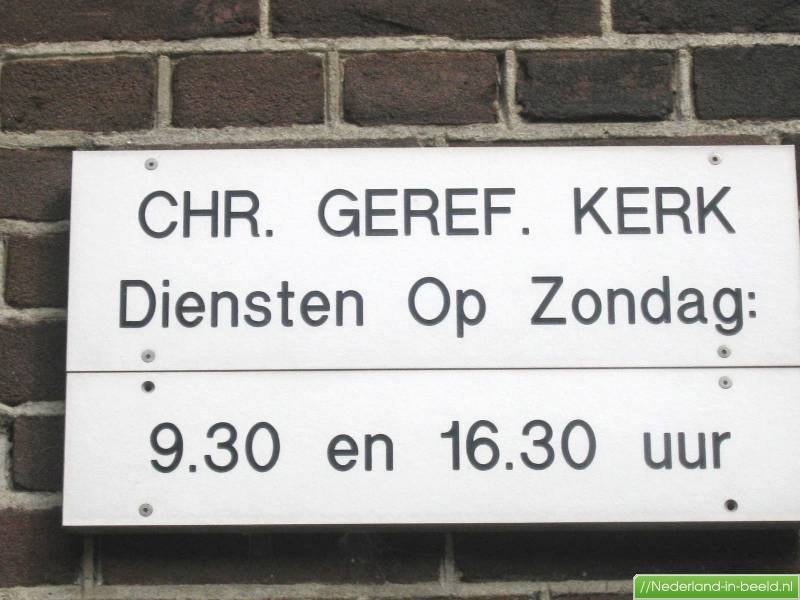 CHR. GEREF. KERK
Diensten Op Zondag:
9.30 en 16.30 uur
//Nederland-in-beeld.nl